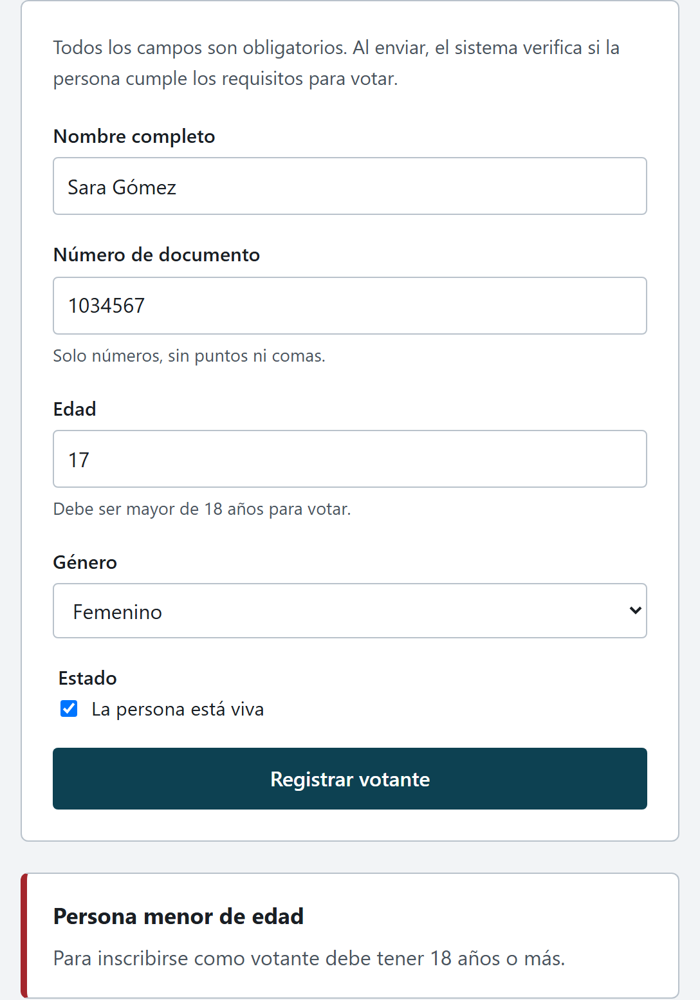 Todos los campos son obligatorios. Al enviar, el sistema verifica si la
persona cumple los requisitos para votar.
Nombre completo
Sara Gómez
Número de documento
1034567
Solo números, sin puntos ni comas.
Edad
17
Debe ser mayor de 18 años para votar.
Género
Femenino
Estado
La persona está viva
Registrar votante
Persona menor de edad
Para inscribirse como votante debe tener 18 años o más.